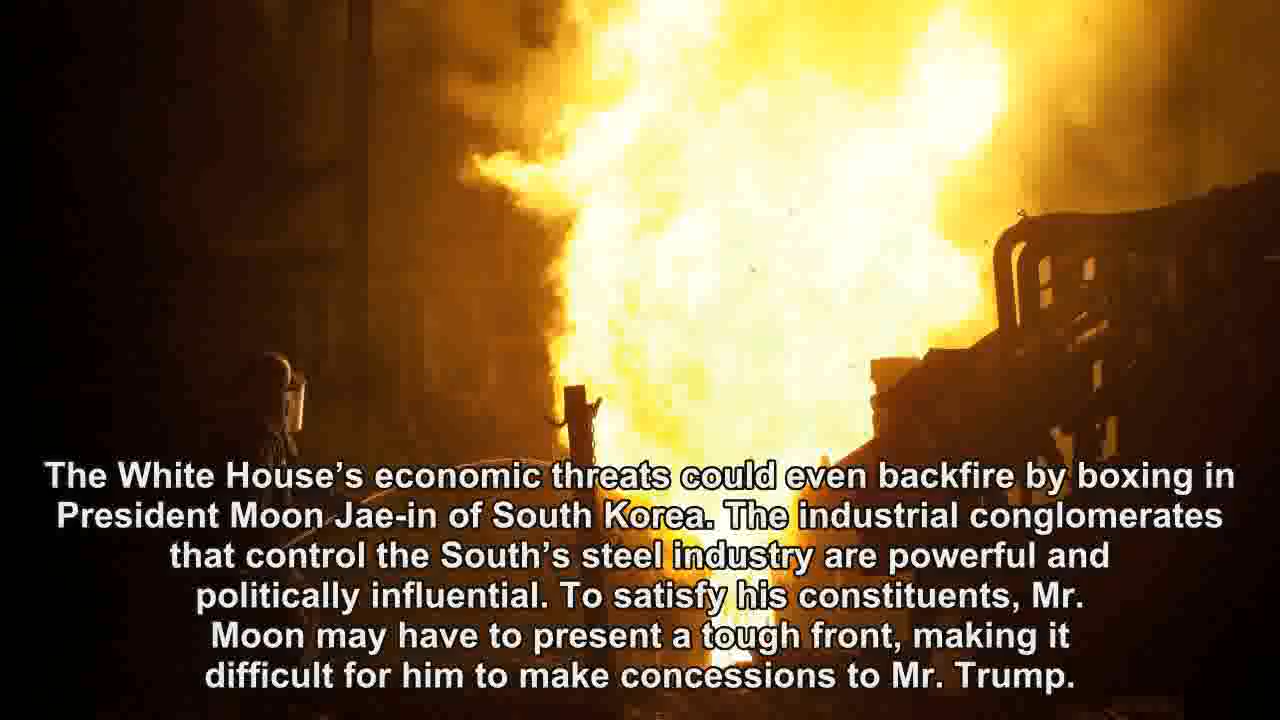 The White House’s economic threats could even backfire by boxing in
President Moon Jae-in of South Korea. The industrial conglomerates
that control the South’s steel industry are powerful and
politically influential. To satisfy his constituents, Mr.
Moon may have to present a tough front, making it
difficult for him to make concessions to Mr. Trump.